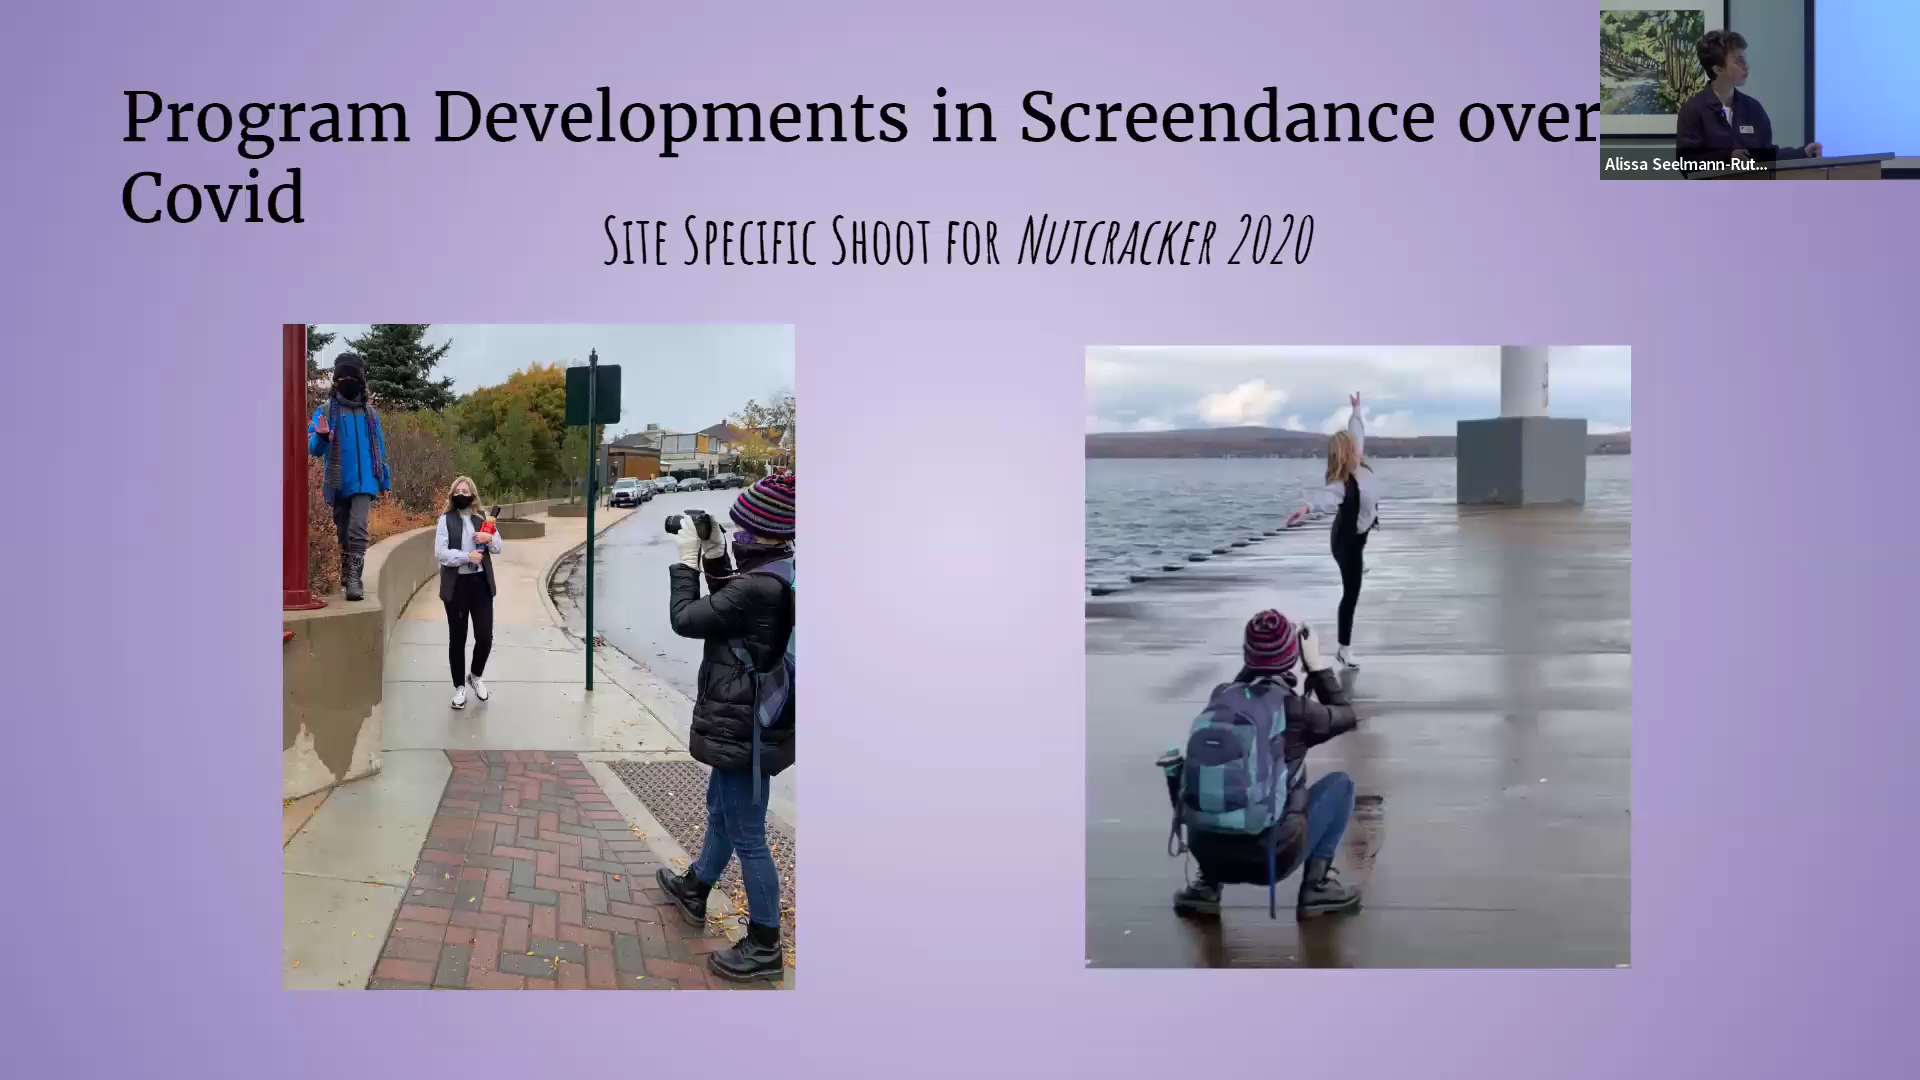 Program Developments in Screendance over
Covid
Site Specific Shoot for Nutcracker 2020
Alissa Seelmann-Rut...